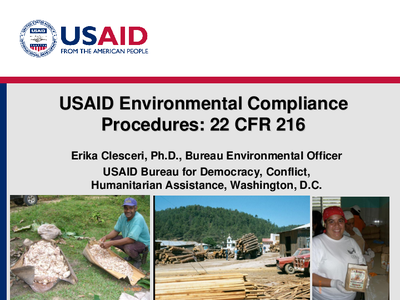 USAID
USAID
FROM THE AMERICAN PEOPLE
USAID Environmental Compliance
Procedures: 22 CFR 216
Erika Clesceri, Ph.D., Bureau Environmental Officer
USAID Bureau for Democracy, Conflict,
Humanitarian Assistance, Washington, D.C.